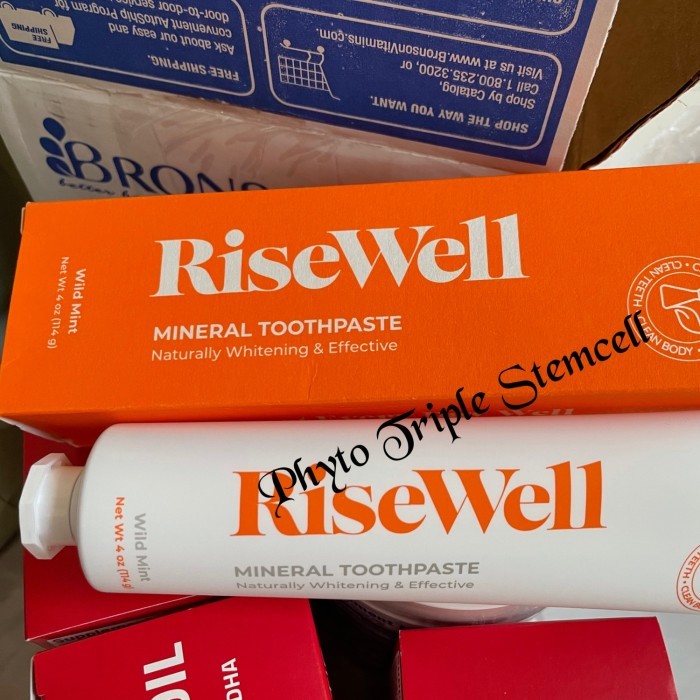 SHOP THE WAY YOU WANT.
Shop by Catalog,
Call 1.800.235.3200, or
Visit us at www.BronsonVitamins.com.
FREE SHIPPING.
Ask about our easy and
convenient AutoShip Program for
door-to-door service
FREE
SHIPPING
BRONS
better
RiseWell
MINERAL TOOTHPASTE
Naturally Whitening & Effective
Wild Mint
Net Wt 4 oz (114 g)
CLEAN TEETH
CLEAN BODY
Phyto Triple Stemcell
RiseWell
MINERAL TOOTHPASTE
Naturally Whitening & Effective
Wild Mint
Net Wt 4 oz (114 g)
TEETH
OIL
DHA